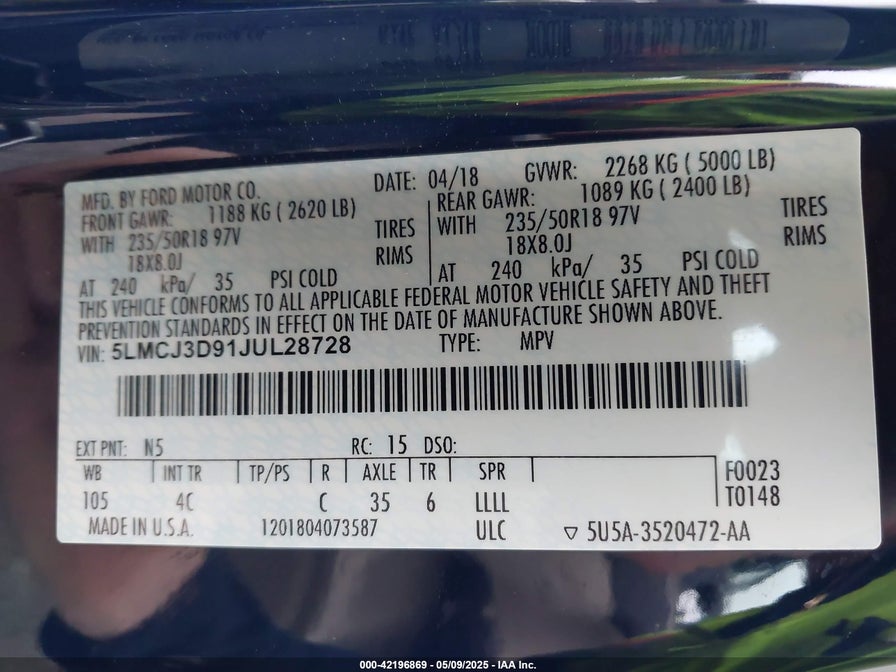 MFD. BY FORD MOTOR CO. DATE: 04/18 GVWR: 2268 KG ( 5000 LB)
FRONT GAWR: 1188 KG ( 2620 LB) REAR GAWR: 1089 KG ( 2400 LB)
WITH 235/50R18 97V TIRES WITH 235/50R18 97V TIRES
18X8.0J RIMS 18X8.0J RIMS
AT 240 kPa/ 35 PSI COLD AT 240 kPa/ 35 PSI COLD
THIS VEHICLE CONFORMS TO ALL APPLICABLE FEDERAL MOTOR VEHICLE SAFETY AND THEFT
PREVENTION STANDARDS IN EFFECT ON THE DATE OF MANUFACTURE SHOWN ABOVE.
VIN: 5LMCJ3D91JUL28728 TYPE: MPV
EXT PNT: N5 RC: 15 DSO:
WB INT TR TP/PS R AXLE TR SPR F0023
105 4C C 35 6 LLLL T0148
MADE IN U.S.A. 1201804073587 ULC ▽ 5U5A-3520472-AA
000-42196869 - 05/09/2025 - IAA Inc.